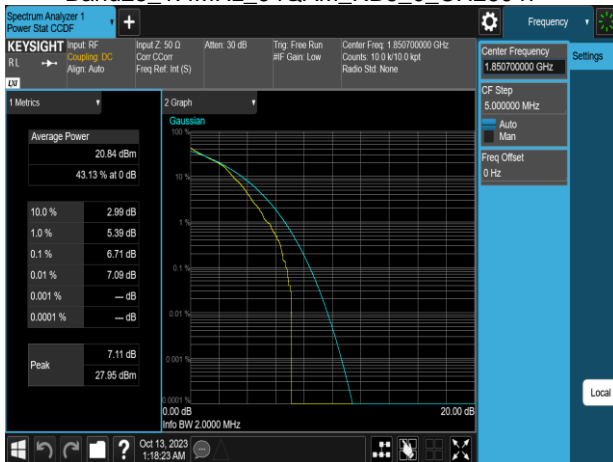 Spectrum Analyzer 1
Power Stat CCDF
Frequency
KEYSIGHT
RL
LXI
Input: RF
Coupling: DC
Align: Auto
Input Z: 50 Ω
Corr CCorr
Freq Ref: Int (S)
Atten: 30 dB
Trig: Free Run
#IF Gain: Low
Center Freq: 1.850700000 GHz
Counts: 10.0 k/10.0 kpt
Radio Std: None
Center Frequency
1.850700000 GHz
Settings
CF Step
5.000000 MHz
Auto
Man
Freq Offset
0 Hz
1 Metrics
Average Power
20.84 dBm
43.13 % at 0 dB
10.0 % 2.99 dB
1.0 % 5.39 dB
0.1 % 6.71 dB
0.01 % 7.09 dB
0.001 % --- dB
0.0001 % --- dB
Peak
7.11 dB
27.95 dBm
2 Graph
Gaussian
100 %
10 %
1 %
0.1 %
0.01 %
0.001 %
0.0001 %
0.00 dB
20.00 dB
Info BW 2.0000 MHz
Local
?
Oct 13, 2023
1:18:23 AM